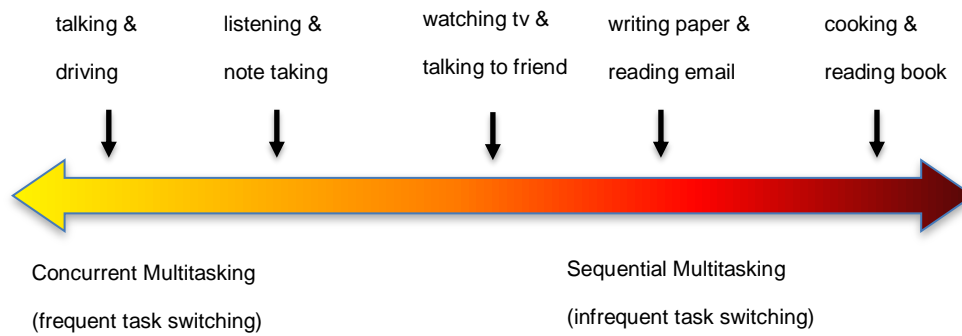 talking &
driving
listening &
note taking
watching tv &
talking to friend
writing paper &
reading email
cooking &
reading book
Concurrent Multitasking
(frequent task switching)
Sequential Multitasking
(infrequent task switching)